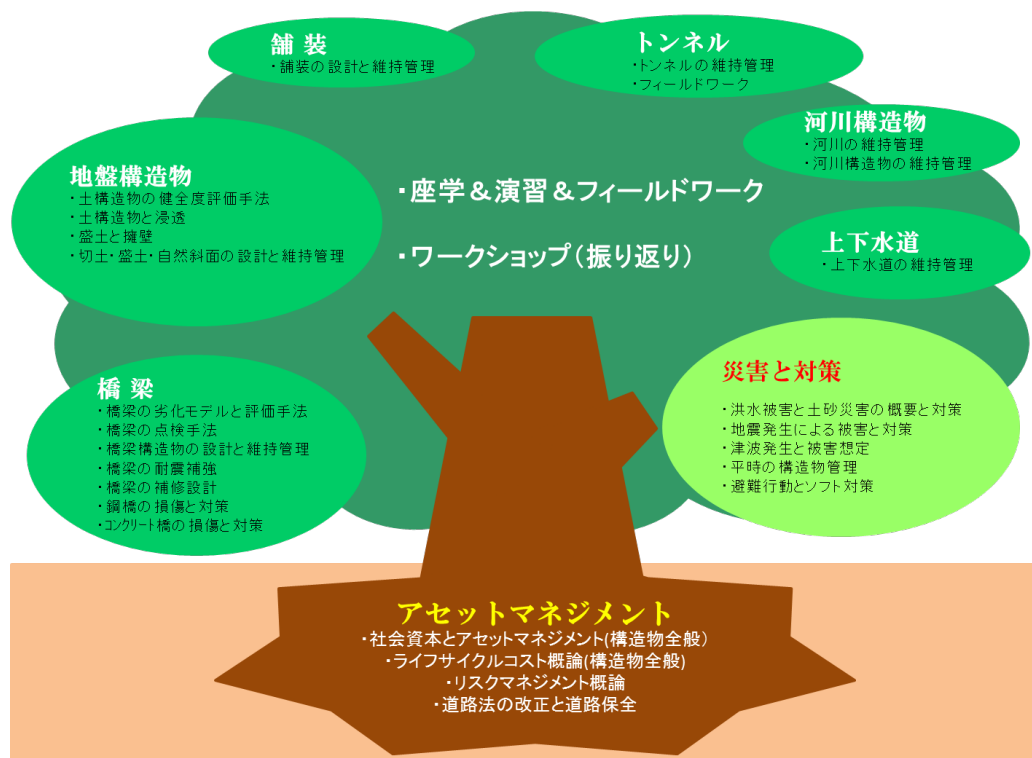 舗 装
・舗装の設計と維持管理
トンネル
・トンネルの維持管理
・フィールドワーク
河川構造物
・河川の維持管理
・河川構造物の維持管理
地盤構造物
・土構造物の健全度評価手法
・土構造物と浸透
・盛土と擁壁
・切土・盛土・自然斜面の設計と維持管理
・座学＆演習＆フィールドワーク
・ワークショップ（振り返り）
上下水道
・上下水道の維持管理
橋 梁
・橋梁の劣化モデルと評価手法
・橋梁の点検手法
・橋梁構造物の設計と維持管理
・橋梁の耐震補強
・橋梁の補修設計
・鋼橋の損傷と対策
・コンクリート橋の損傷と対策
災害と対策
・洪水被害と土砂災害の概要と対策
・地震発生による被害と対策
・津波発生と被害想定
・平時の構造物管理
・避難行動とソフト対策
アセットマネジメント
・社会資本とアセットマネジメント(構造物全般）
・ライフサイクルコスト概論(構造物全般)
・リスクマネジメント概論
・道路法の改正と道路保全